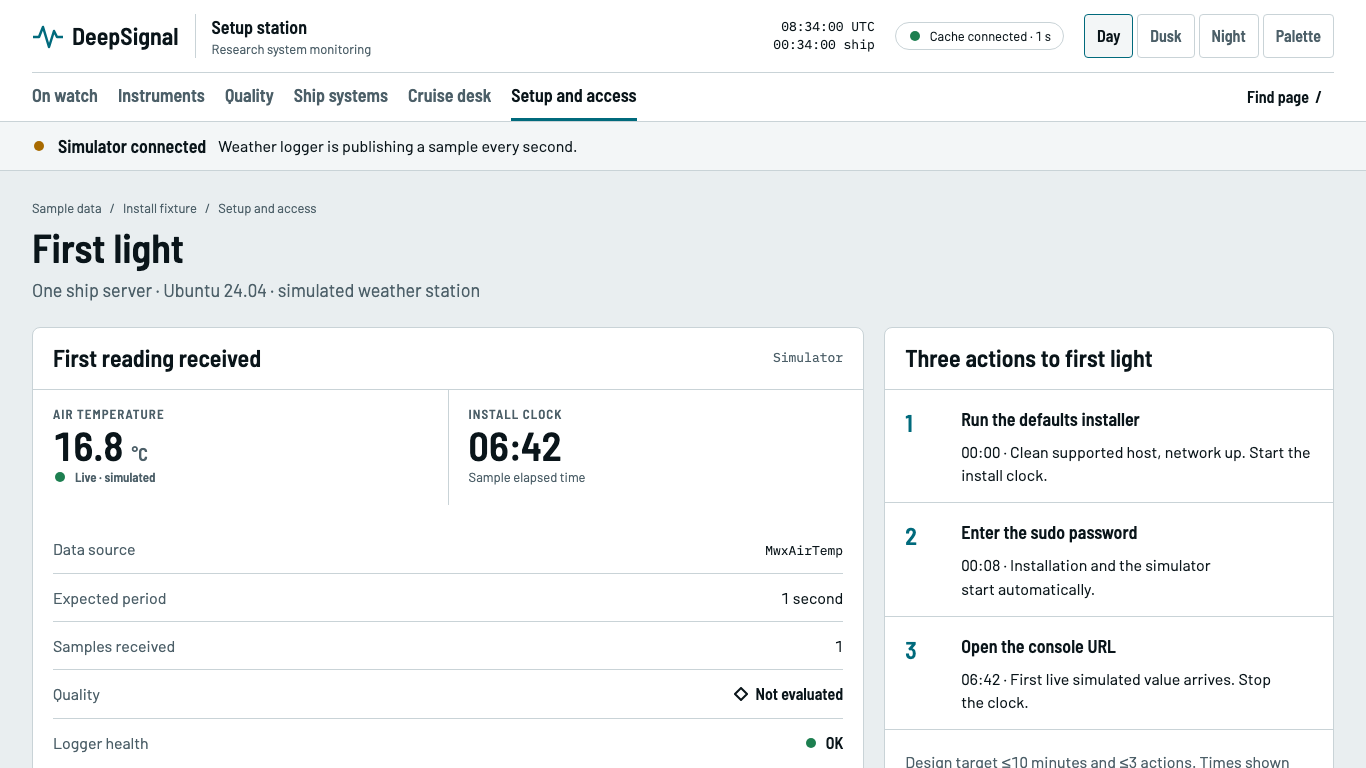 DeepSignal
Setup station
Research system monitoring
08:34:00 UTC
00:34:00 ship
Cache connected · 1 s
Day
Dusk
Night
Palette
On watch
Instruments
Quality
Ship systems
Cruise desk
Setup and access
Find page /
Simulator connected Weather logger is publishing a sample every second.
Sample data / Install fixture / Setup and access
First light
One ship server · Ubuntu 24.04 · simulated weather station
First reading received
Simulator
AIR TEMPERATURE
16.8 °C
Live · simulated
INSTALL CLOCK
06:42
Sample elapsed time
Data source MwxAirTemp
Expected period 1 second
Samples received 1
Quality Not evaluated
Logger health OK
Three actions to first light
1 Run the defaults installer
00:00 · Clean supported host, network up. Start the
install clock.
2 Enter the sudo password
00:08 · Installation and the simulator
start automatically.
3 Open the console URL
06:42 · First live simulated value arrives. Stop
the clock.
Design target ≤10 minutes and ≤3 actions. Times shown